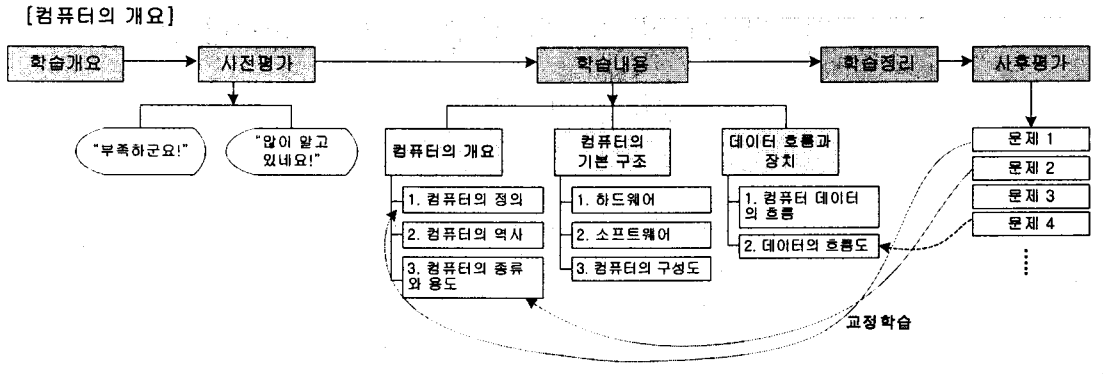 [컴퓨터의 개요]
학습개요
사전평가
학습내용
학습정리
사후평가
"부족하군요!"
"많이 알고
있네요!"
컴퓨터의 개요
1. 컴퓨터의 정의
2. 컴퓨터의 역사
3. 컴퓨터의 종류
와 용도
컴퓨터의
기본 구조
1. 하드웨어
2. 소프트웨어
3. 컴퓨터의 구성도
데이터 흐름과
장치
1. 컴퓨터 데이터
의 흐름
2. 데이터의 흐름도
문제 1
문제 2
문제 3
문제 4
교정학습